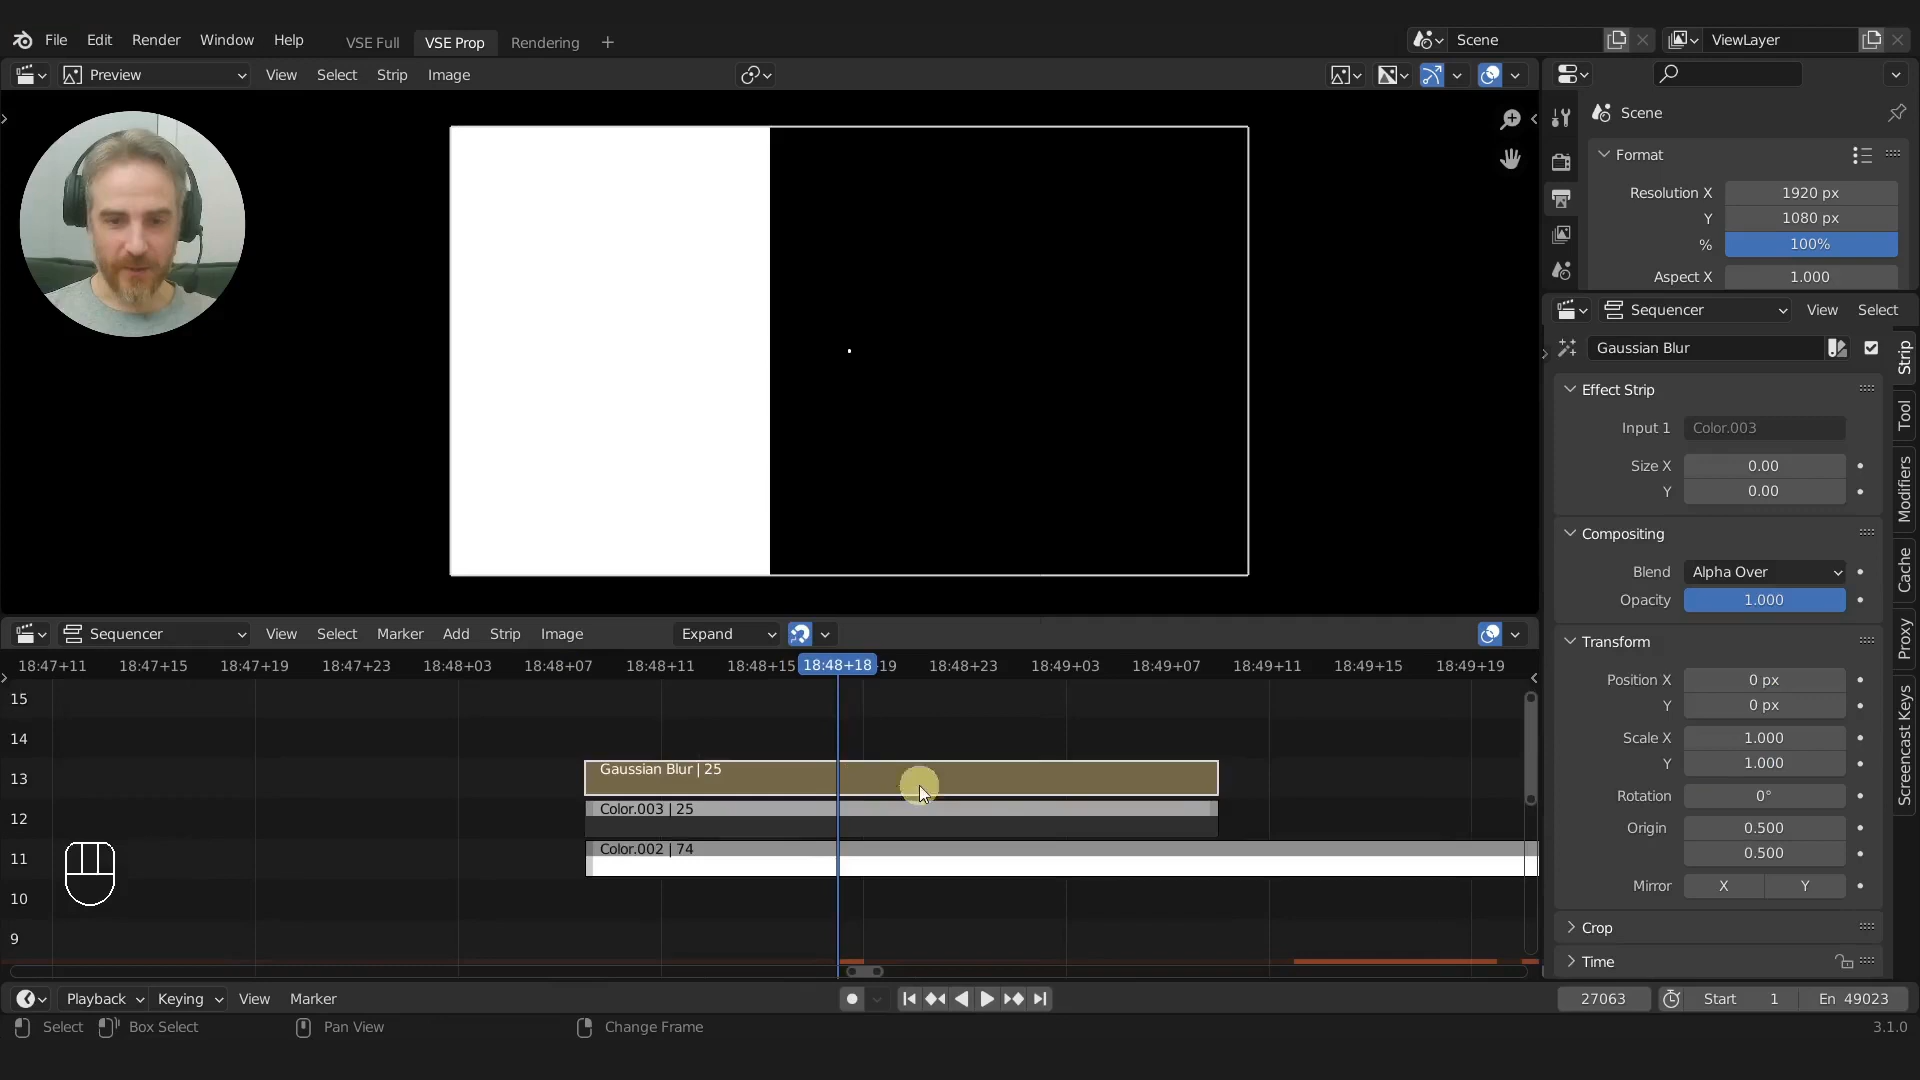 File Edit Render Window Help VSE Full VSE Prop Rendering + Scene ViewLayer
Preview View Select Strip Image
Scene
Format
Resolution X 1920 px
Y 1080 px
% 100%
Aspect X 1.000
Sequencer View Select
Gaussian Blur
Effect Strip
Input 1 Color.003
Size X 0.00
Y 0.00
Compositing
Blend Alpha Over
Opacity 1.000
Transform
Position X 0 px
Y 0 px
Scale X 1.000
Y 1.000
Rotation 0°
Origin 0.500
0.500
Mirror X Y
Crop
Time
Strip
Tool
Modifiers
Cache
Proxy
Screencast Keys
Sequencer View Select Marker Add Strip Image Expand
18:47+11 18:47+15 18:47+19 18:47+23 18:48+03 18:48+07 18:48+11 18:48+15 18:48+18 19 18:48+23 18:49+03 18:49+07 18:49+11 18:49+15 18:49+19
15
14
13 Gaussian Blur | 25
12 Color.003 | 25
11 Color.002 | 74
10
9
Playback Keying View Marker 27063 Start 1 En 49023
Select Box Select Pan View Change Frame 3.1.0